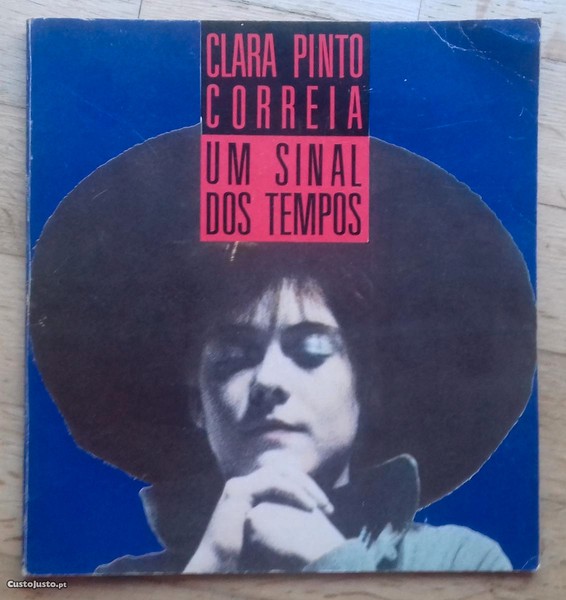 CLARA PINTO
CORREIA
UM SINAL
DOS TEMPOS
CustoJusto.pt